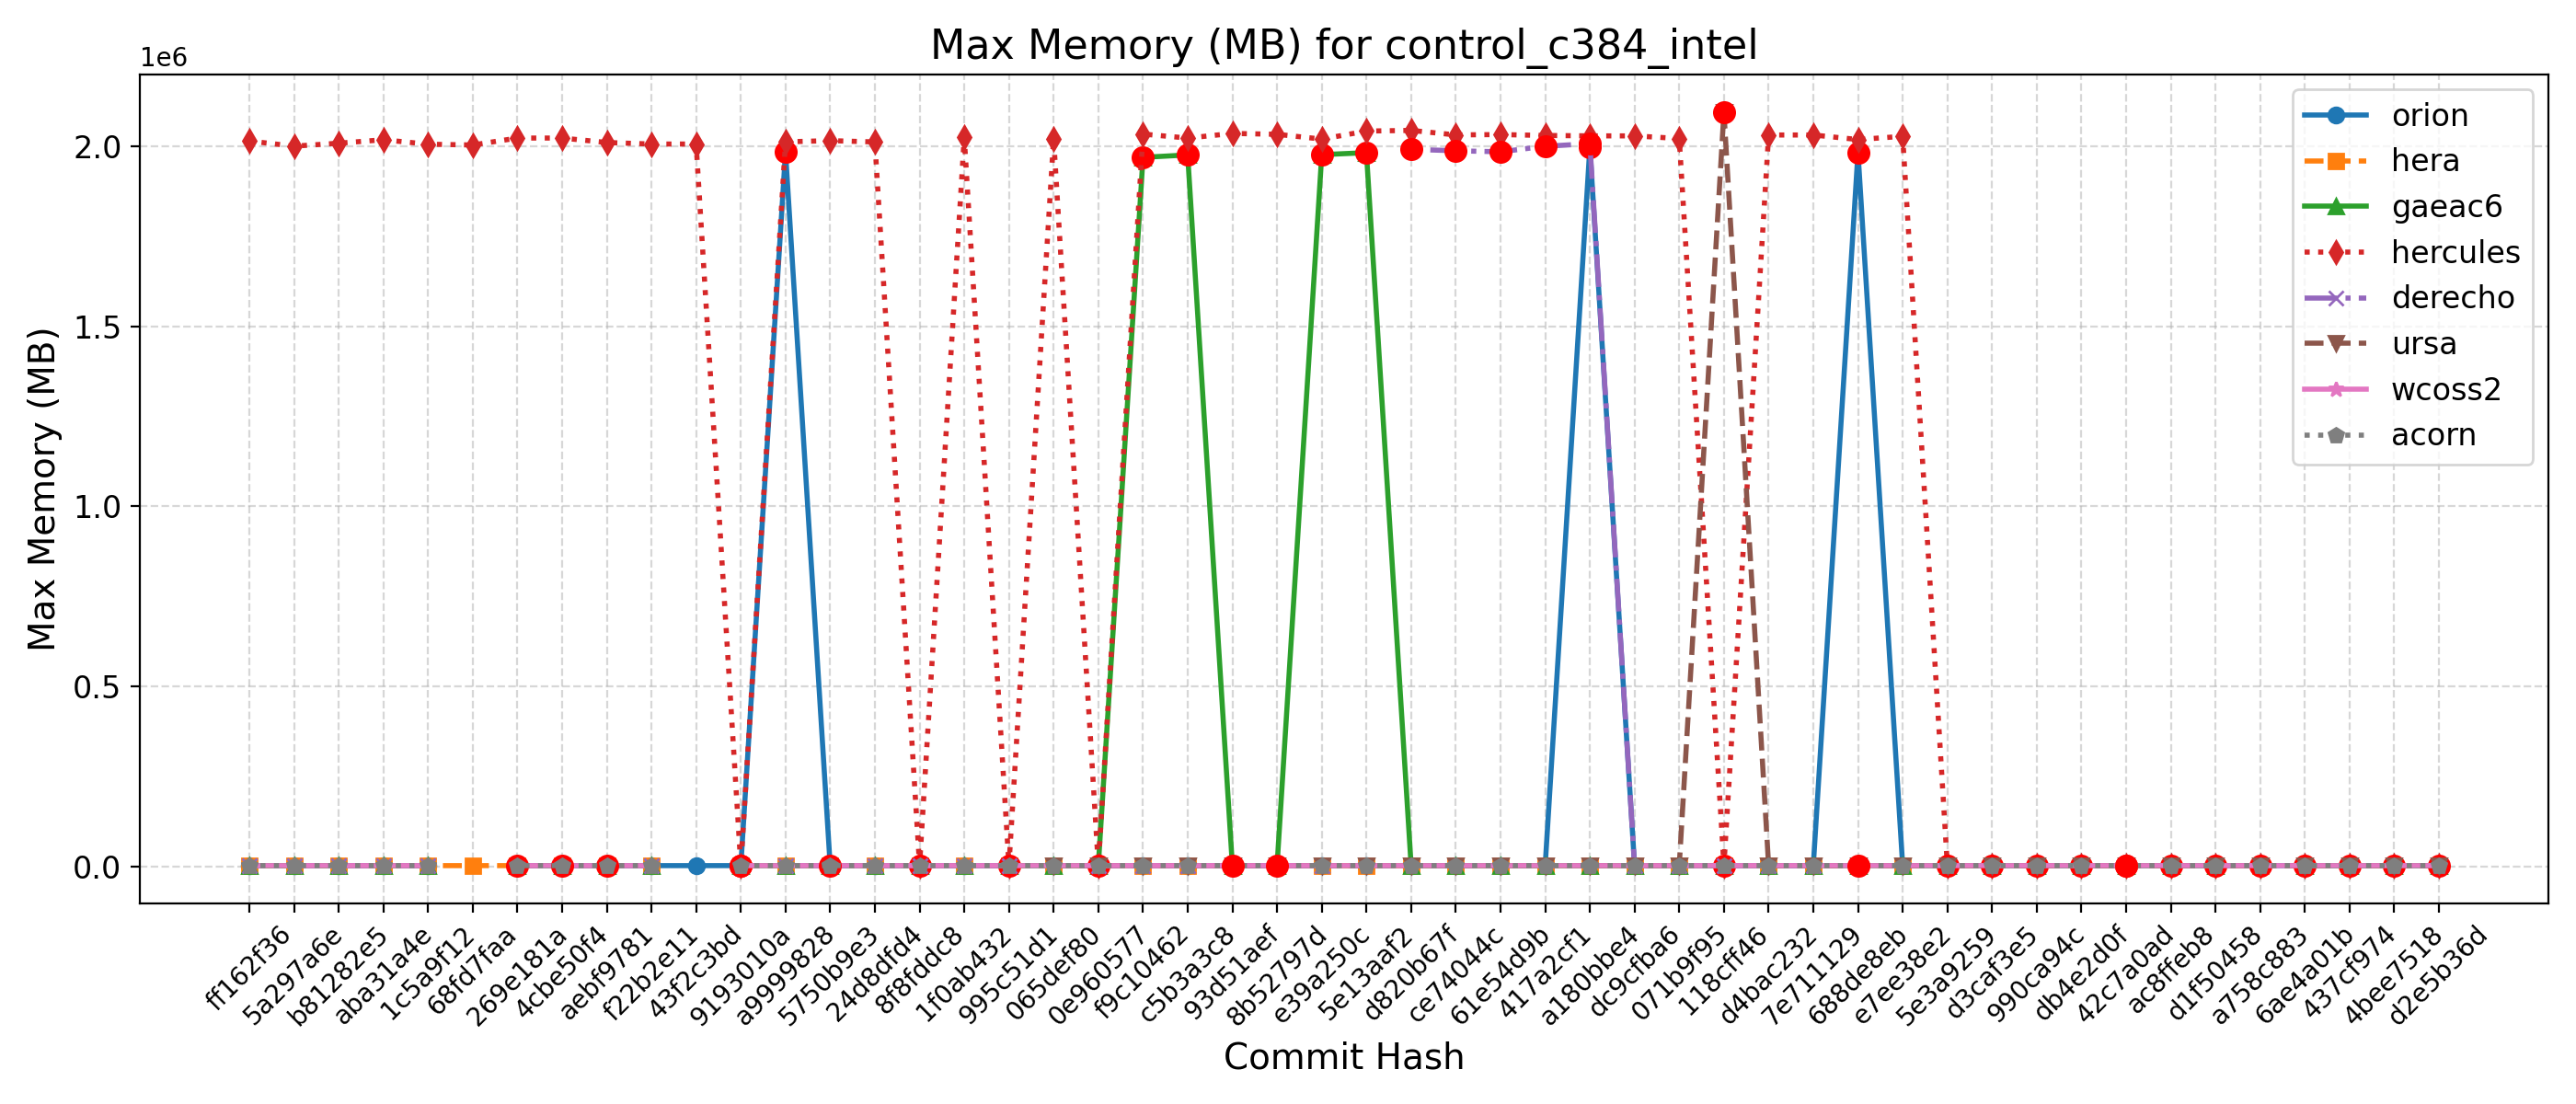 Max Memory (MB) for control_c384_intel
1e6
2.0
1.5
1.0
0.5
0.0
Max Memory (MB)
orion
hera
gaeac6
hercules
derecho
ursa
wcoss2
acorn
ff162f36
5a297a6e
b81282e5
aba31a4e
1c5a9f12
68fd7faa
269e181a
4cbe50f4
aebf9781
f22b2e11
43f2c3bd
9193010a
a9999828
5750b9e3
24d8dfd4
8f8fddc8
1f0ab432
995c51d1
065def80
0e960577
f9c10462
c5b3a3c8
93d51aef
8b52797d
e39a250c
5e13aaf2
d820b67f
ce74044c
61e54d9b
417a2cf1
a180bbe4
dc9cfba6
071b9f95
118cff46
d4bac232
7e711129
688de8eb
e7ee38e2
5e3a9259
d3caf3e5
990ca94c
db4e2d0f
42c7a0ad
ac8ffeb8
d1f50458
a758c883
6ae4a01b
437cf974
4bee7518
d2e5b36d
Commit Hash